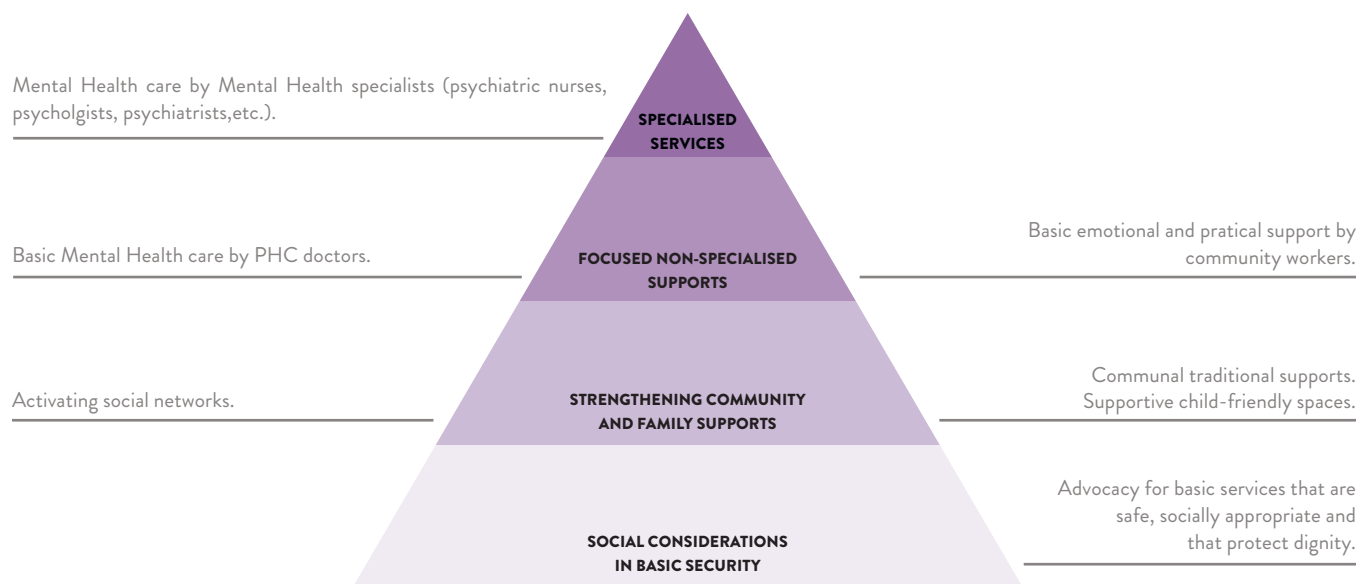 Mental Health care by Mental Health specialists (psychiatric nurses,
psycholgists, psychiatrists,etc.).
SPECIALISED
SERVICES
Basic Mental Health care by PHC doctors.
FOCUSED NON-SPECIALISED
SUPPORTS
Basic emotional and pratical support by
community workers.
Activating social networks.
STRENGTHENING COMMUNITY
AND FAMILY SUPPORTS
Communal traditional supports.
Supportive child-friendly spaces.
SOCIAL CONSIDERATIONS
IN BASIC SECURITY
Advocacy for basic services that are
safe, socially appropriate and
that protect dignity.